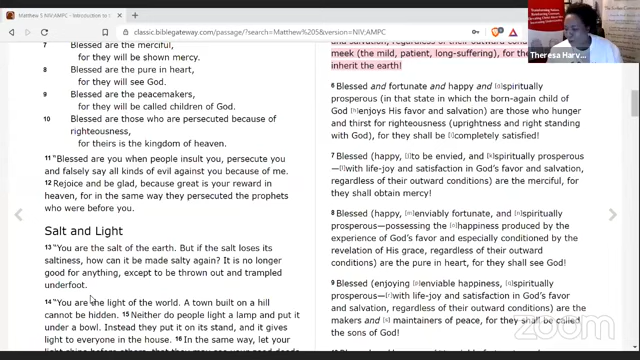 Matthew 5 NIV;AMPC - Introduction to
classic.biblegateway.com/passage/?search=Matthew%205&version=NIV;AMPC
7 Blessed are the merciful,
for they will be shown mercy.
8 Blessed are the pure in heart,
for they will see God.
9 Blessed are the peacemakers,
for they will be called children of God.
10 Blessed are those who are persecuted because of
righteousness,
for theirs is the kingdom of heaven.
11 “Blessed are you when people insult you, persecute you
and falsely say all kinds of evil against you because of me.
12 Rejoice and be glad, because great is your reward in
heaven, for in the same way they persecuted the prophets
who were before you.
Salt and Light
13 “You are the salt of the earth. But if the salt loses its
saltiness, how can it be made salty again? It is no longer
good for anything, except to be thrown out and trampled
underfoot.
14 “You are the light of the world. A town built on a hill
cannot be hidden. 15 Neither do people light a lamp and put it
under a bowl. Instead they put it on its stand, and it gives
light to everyone in the house. 16 In the same way, let your
and salvation, regardless of their outward
meek (the mild, patient, long-suffering), for
inherit the earth!
6 Blessed and fortunate and happy and [g]spiritually
prosperous (in that state in which the born-again child of
God [h]enjoys His favor and salvation) are those who hunger
and thirst for righteousness (uprightness and right standing
with God), for they shall be [i]completely satisfied!
7 Blessed (happy, [j]to be envied, and [k]spiritually prosperous
—[l]with life-joy and satisfaction in God’s favor and salvation,
regardless of their outward conditions) are the merciful, for
they shall obtain mercy!
8 Blessed (happy, [m]enviably fortunate, and [n]spiritually
prosperous—possessing the [o]happiness produced by the
experience of God’s favor and especially conditioned by the
revelation of His grace, regardless of their outward
conditions) are the pure in heart, for they shall see God!
9 Blessed (enjoying [p]enviable happiness, [q]spiritually
prosperous—[r]with life-joy and satisfaction in God’s favor
and salvation, regardless of their outward conditions) are
the makers and [s]maintainers of peace, for they shall be called
the sons of God!
Theresa Harv...
zoom